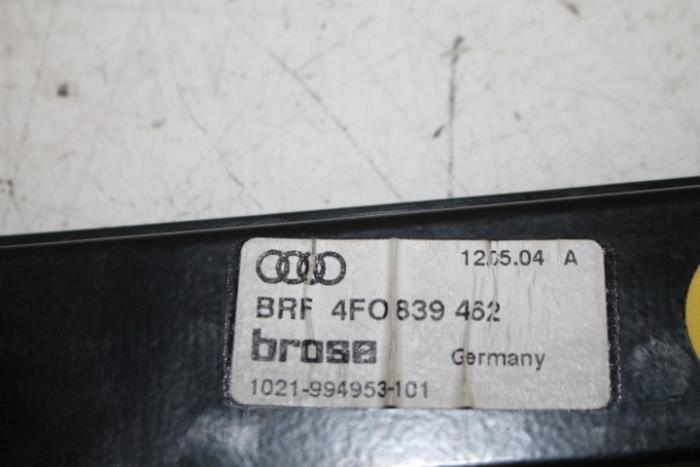 12.05.04 A
BRF 4F0 839 462
brose Germany
1021-994953-101